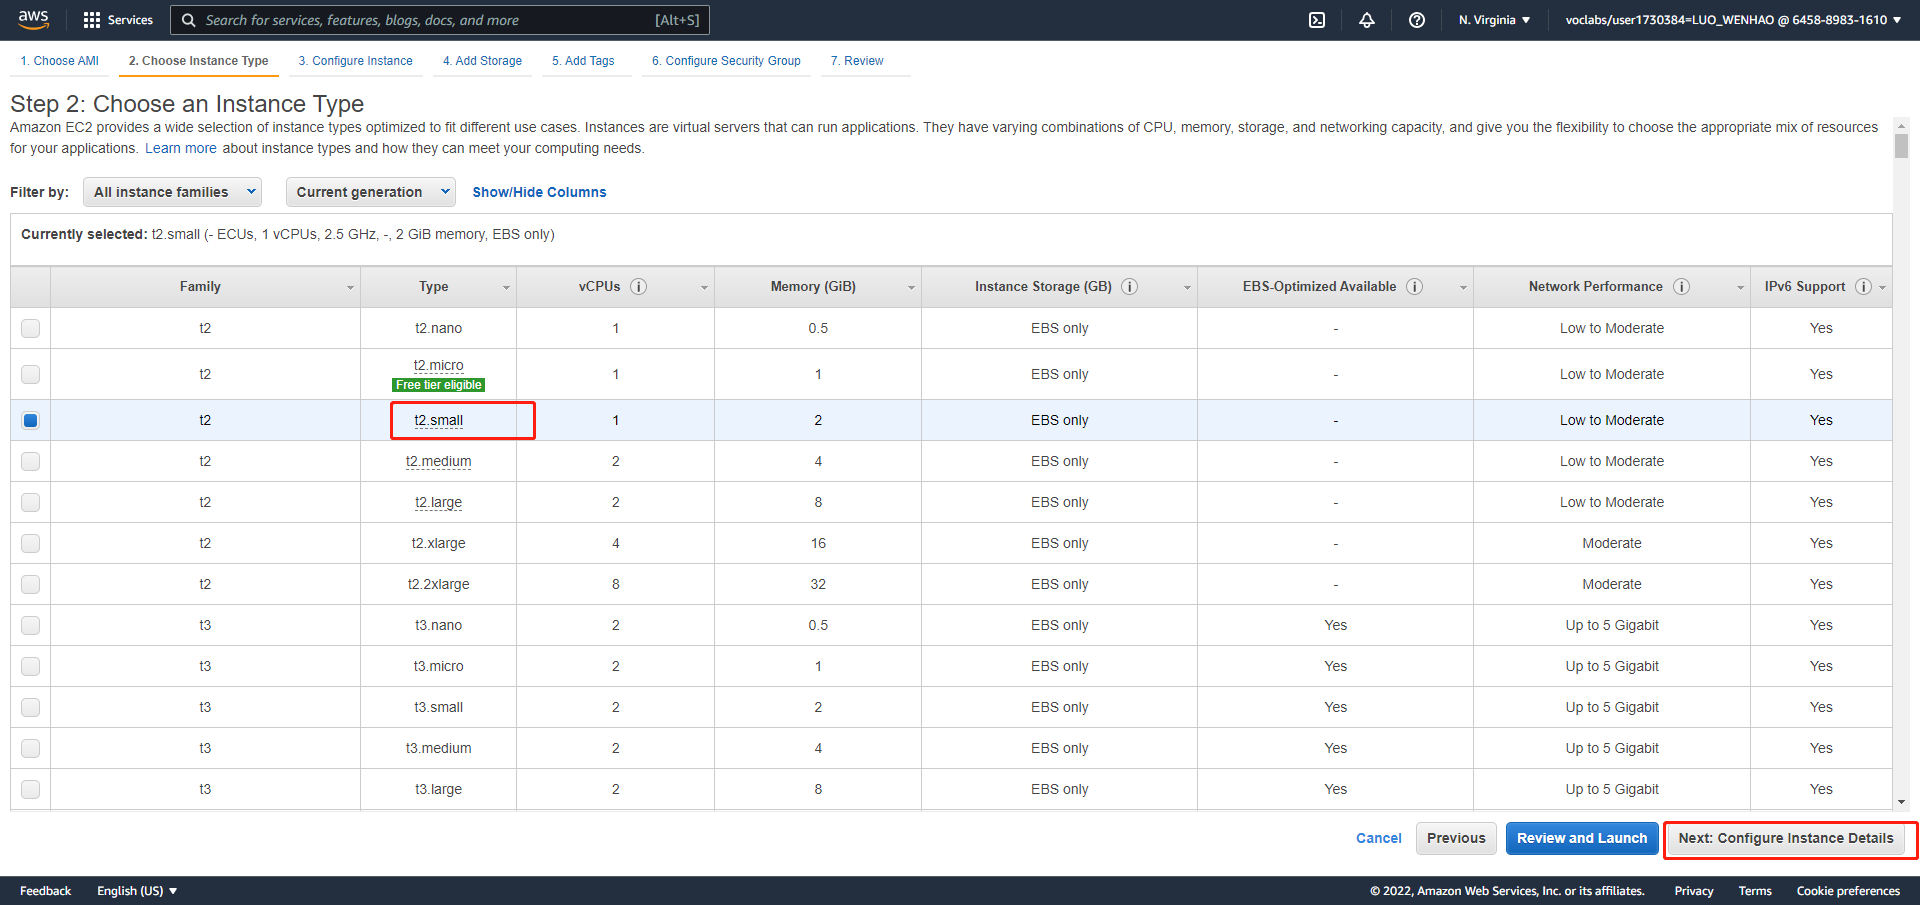 aws Services Search for services, features, blogs, docs, and more [Alt+S] N. Virginia ▼ voclabs/user1730384=LUO_WENHAO @ 6458-8983-1610 ▼
1. Choose AMI 2. Choose Instance Type 3. Configure Instance 4. Add Storage 5. Add Tags 6. Configure Security Group 7. Review
Step 2: Choose an Instance Type
Amazon EC2 provides a wide selection of instance types optimized to fit different use cases. Instances are virtual servers that can run applications. They have varying combinations of CPU, memory, storage, and networking capacity, and give you the flexibility to choose the appropriate mix of resources
for your applications. Learn more about instance types and how they can meet your computing needs.
Filter by: All instance families Current generation Show/Hide Columns
Currently selected: t2.small (- ECUs, 1 vCPUs, 2.5 GHz, -, 2 GiB memory, EBS only)
Family Type vCPUs Memory (GiB) Instance Storage (GB) EBS-Optimized Available Network Performance IPv6 Support
t2 t2.nano 1 0.5 EBS only - Low to Moderate Yes
t2 t2.micro 1 1 EBS only - Low to Moderate Yes
Free tier eligible
t2 t2.small 1 2 EBS only - Low to Moderate Yes
t2 t2.medium 2 4 EBS only - Low to Moderate Yes
t2 t2.large 2 8 EBS only - Low to Moderate Yes
t2 t2.xlarge 4 16 EBS only - Moderate Yes
t2 t2.2xlarge 8 32 EBS only - Moderate Yes
t3 t3.nano 2 0.5 EBS only Yes Up to 5 Gigabit Yes
t3 t3.micro 2 1 EBS only Yes Up to 5 Gigabit Yes
t3 t3.small 2 2 EBS only Yes Up to 5 Gigabit Yes
t3 t3.medium 2 4 EBS only Yes Up to 5 Gigabit Yes
t3 t3.large 2 8 EBS only Yes Up to 5 Gigabit Yes
Cancel Previous Review and Launch Next: Configure Instance Details
Feedback English (US) ▼ © 2022, Amazon Web Services, Inc. or its affiliates. Privacy Terms Cookie preferences